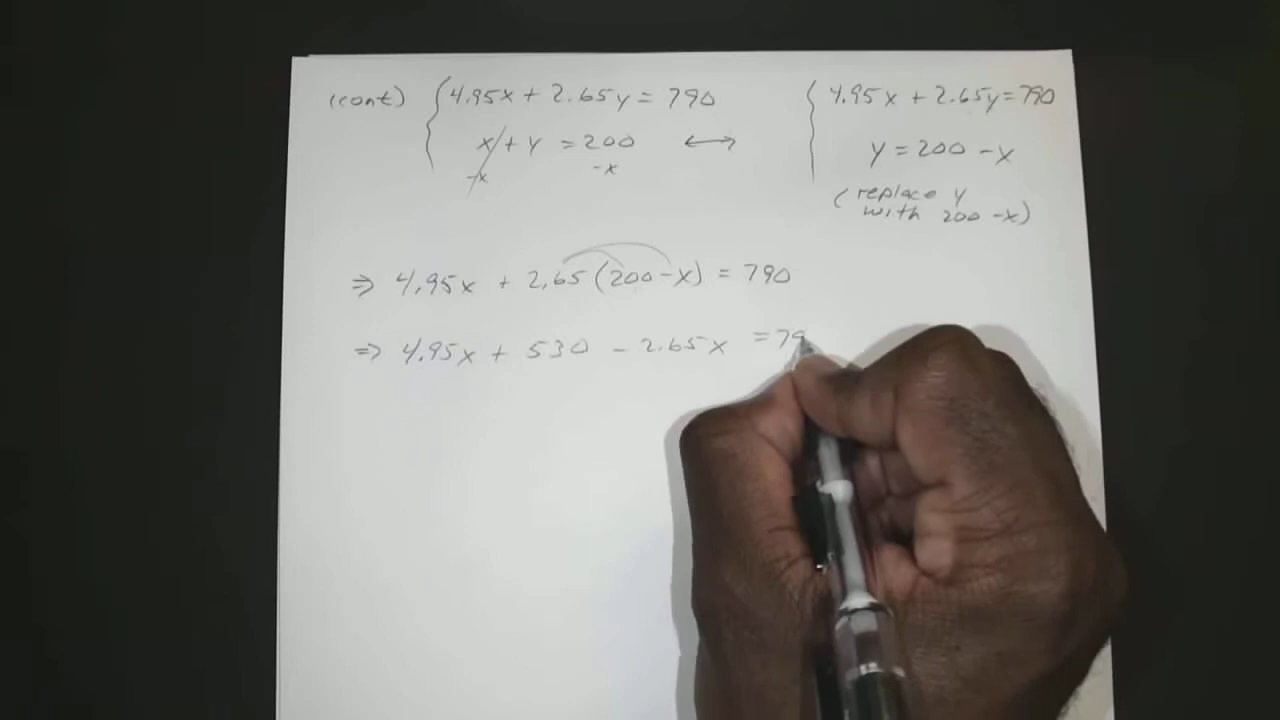 (cont) 4.95x + 2.65y = 790
x + y = 200 ⟷
-x -x
4.95x + 2.65y = 790
y = 200 - x
(replace y
with 200 - x)
⇒ 4.95x + 2.65(200 - x) = 790
⇒ 4.95x + 530 - 2.65x = 79